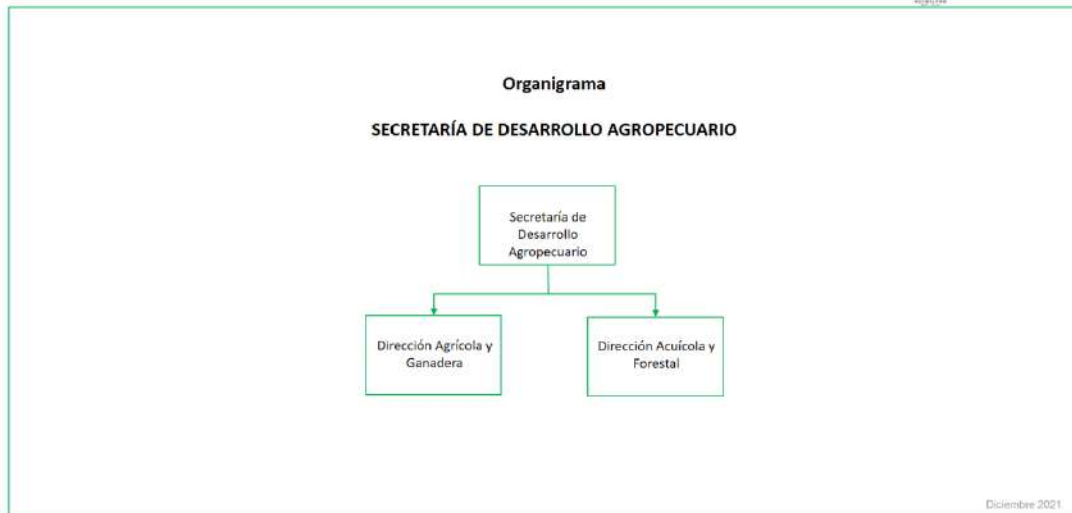 Organigrama
SECRETARÍA DE DESARROLLO AGROPECUARIO
Secretaría de
Desarrollo
Agropecuario
Dirección Agrícola y
Ganadera
Dirección Acuícola y
Forestal
Diciembre 2021